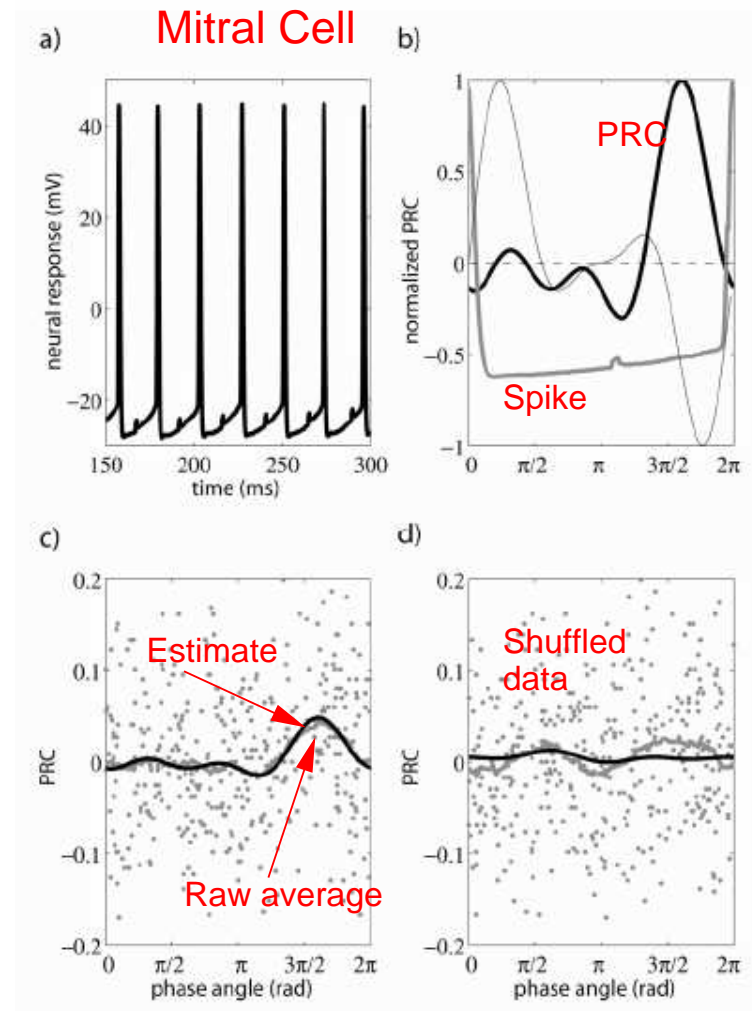 Mitral Cell
a)
neural response (mV)
40
20
0
−20
150
200
250
300
time (ms)
b)
normalized PRC
1
0.5
0
−0.5
−1
PRC
Spike
0
π/2
π
3π/2
2π
c)
PRC
0.2
0.1
0
−0.1
−0.2
Estimate
Raw average
0
π/2
π
3π/2
2π
phase angle (rad)
d)
PRC
0.2
0.1
0
−0.1
−0.2
Shuffled
data
0
π/2
π
3π/2
2π
phase angle (rad)